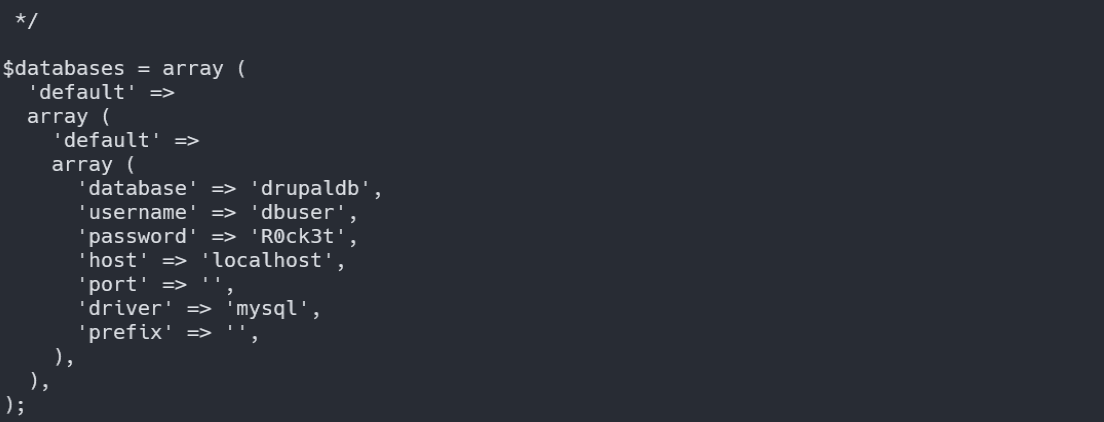 */

$databases = array (
  'default' =>
  array (
    'default' =>
    array (
      'database' => 'drupaldb',
      'username' => 'dbuser',
      'password' => 'R0ck3t',
      'host' => 'localhost',
      'port' => '',
      'driver' => 'mysql',
      'prefix' => '',
    ),
  ),
);